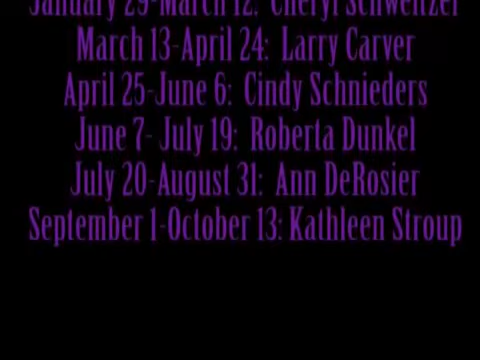 January 29-March 12: Cheryl Schweitzer
March 13-April 24: Larry Carver
April 25-June 6: Cindy Schnieders
June 7- July 19: Roberta Dunkel
July 20-August 31: Ann DeRosier
September 1-October 13: Kathleen Stroup